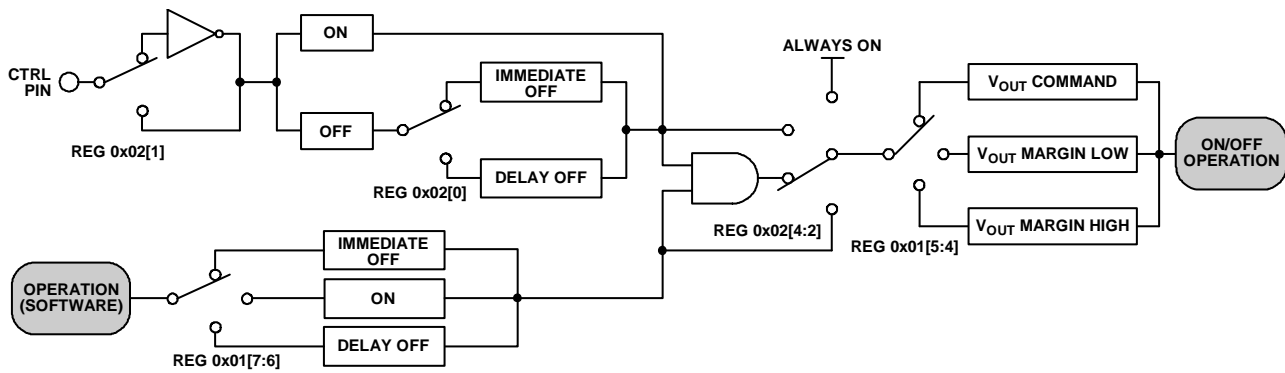 CTRL
PIN
REG 0x02[1]
ON
OFF
IMMEDIATE
OFF
DELAY OFF
REG 0x02[0]
ALWAYS ON
REG 0x02[4:2]
VOUT COMMAND
VOUT MARGIN LOW
VOUT MARGIN HIGH
REG 0x01[5:4]
ON/OFF
OPERATION
OPERATION
(SOFTWARE)
IMMEDIATE
OFF
ON
DELAY OFF
REG 0x01[7:6]